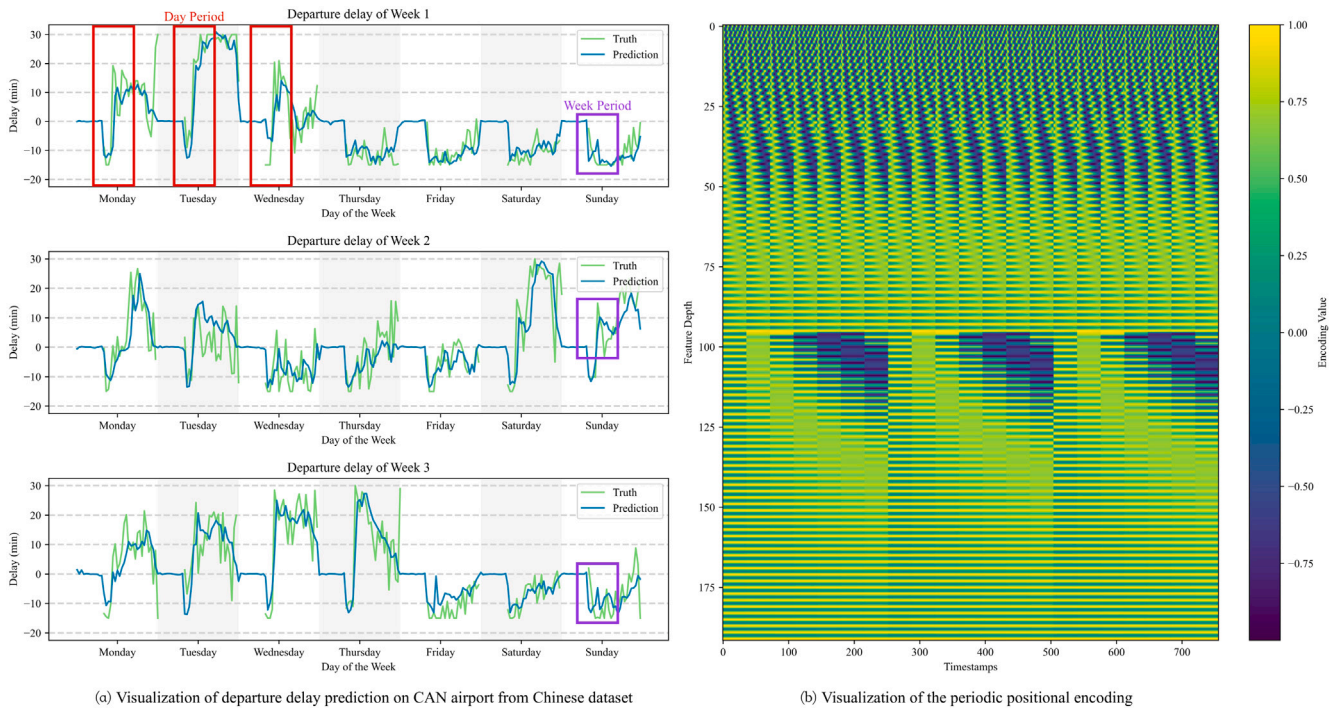 Departure delay of Week 1
Day Period
Truth
Prediction
Week Period
Delay (min)
30
20
10
0
−10
−20
Monday Tuesday Wednesday Thursday Friday Saturday Sunday
Day of the Week
Departure delay of Week 2
Truth
Prediction
Delay (min)
30
20
10
0
−10
−20
Monday Tuesday Wednesday Thursday Friday Saturday Sunday
Day of the Week
Departure delay of Week 3
Truth
Prediction
Delay (min)
30
20
10
0
−10
−20
Monday Tuesday Wednesday Thursday Friday Saturday Sunday
Day of the Week
(a) Visualization of departure delay prediction on CAN airport from Chinese dataset
Feature Depth
0
25
50
75
100
125
150
175
0 100 200 300 400 500 600 700
Timestamps
1.00
0.75
0.50
0.25
0.00
−0.25
−0.50
−0.75
Encoding Value
(b) Visualization of the periodic positional encoding